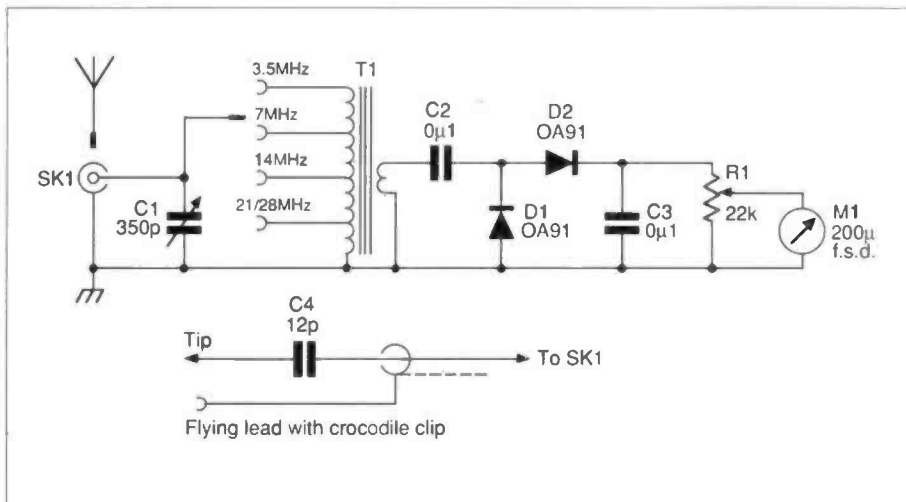 3.5MHz
T1
7MHz
14MHz
21/28MHz
SK1
C1
350p
C2
0µ1
D2
OA91
D1
OA91
C3
0µ1
R1
22k
M1
200µ
f.s.d.
C4
12p
Tip
To SK1
Flying lead with crocodile clip